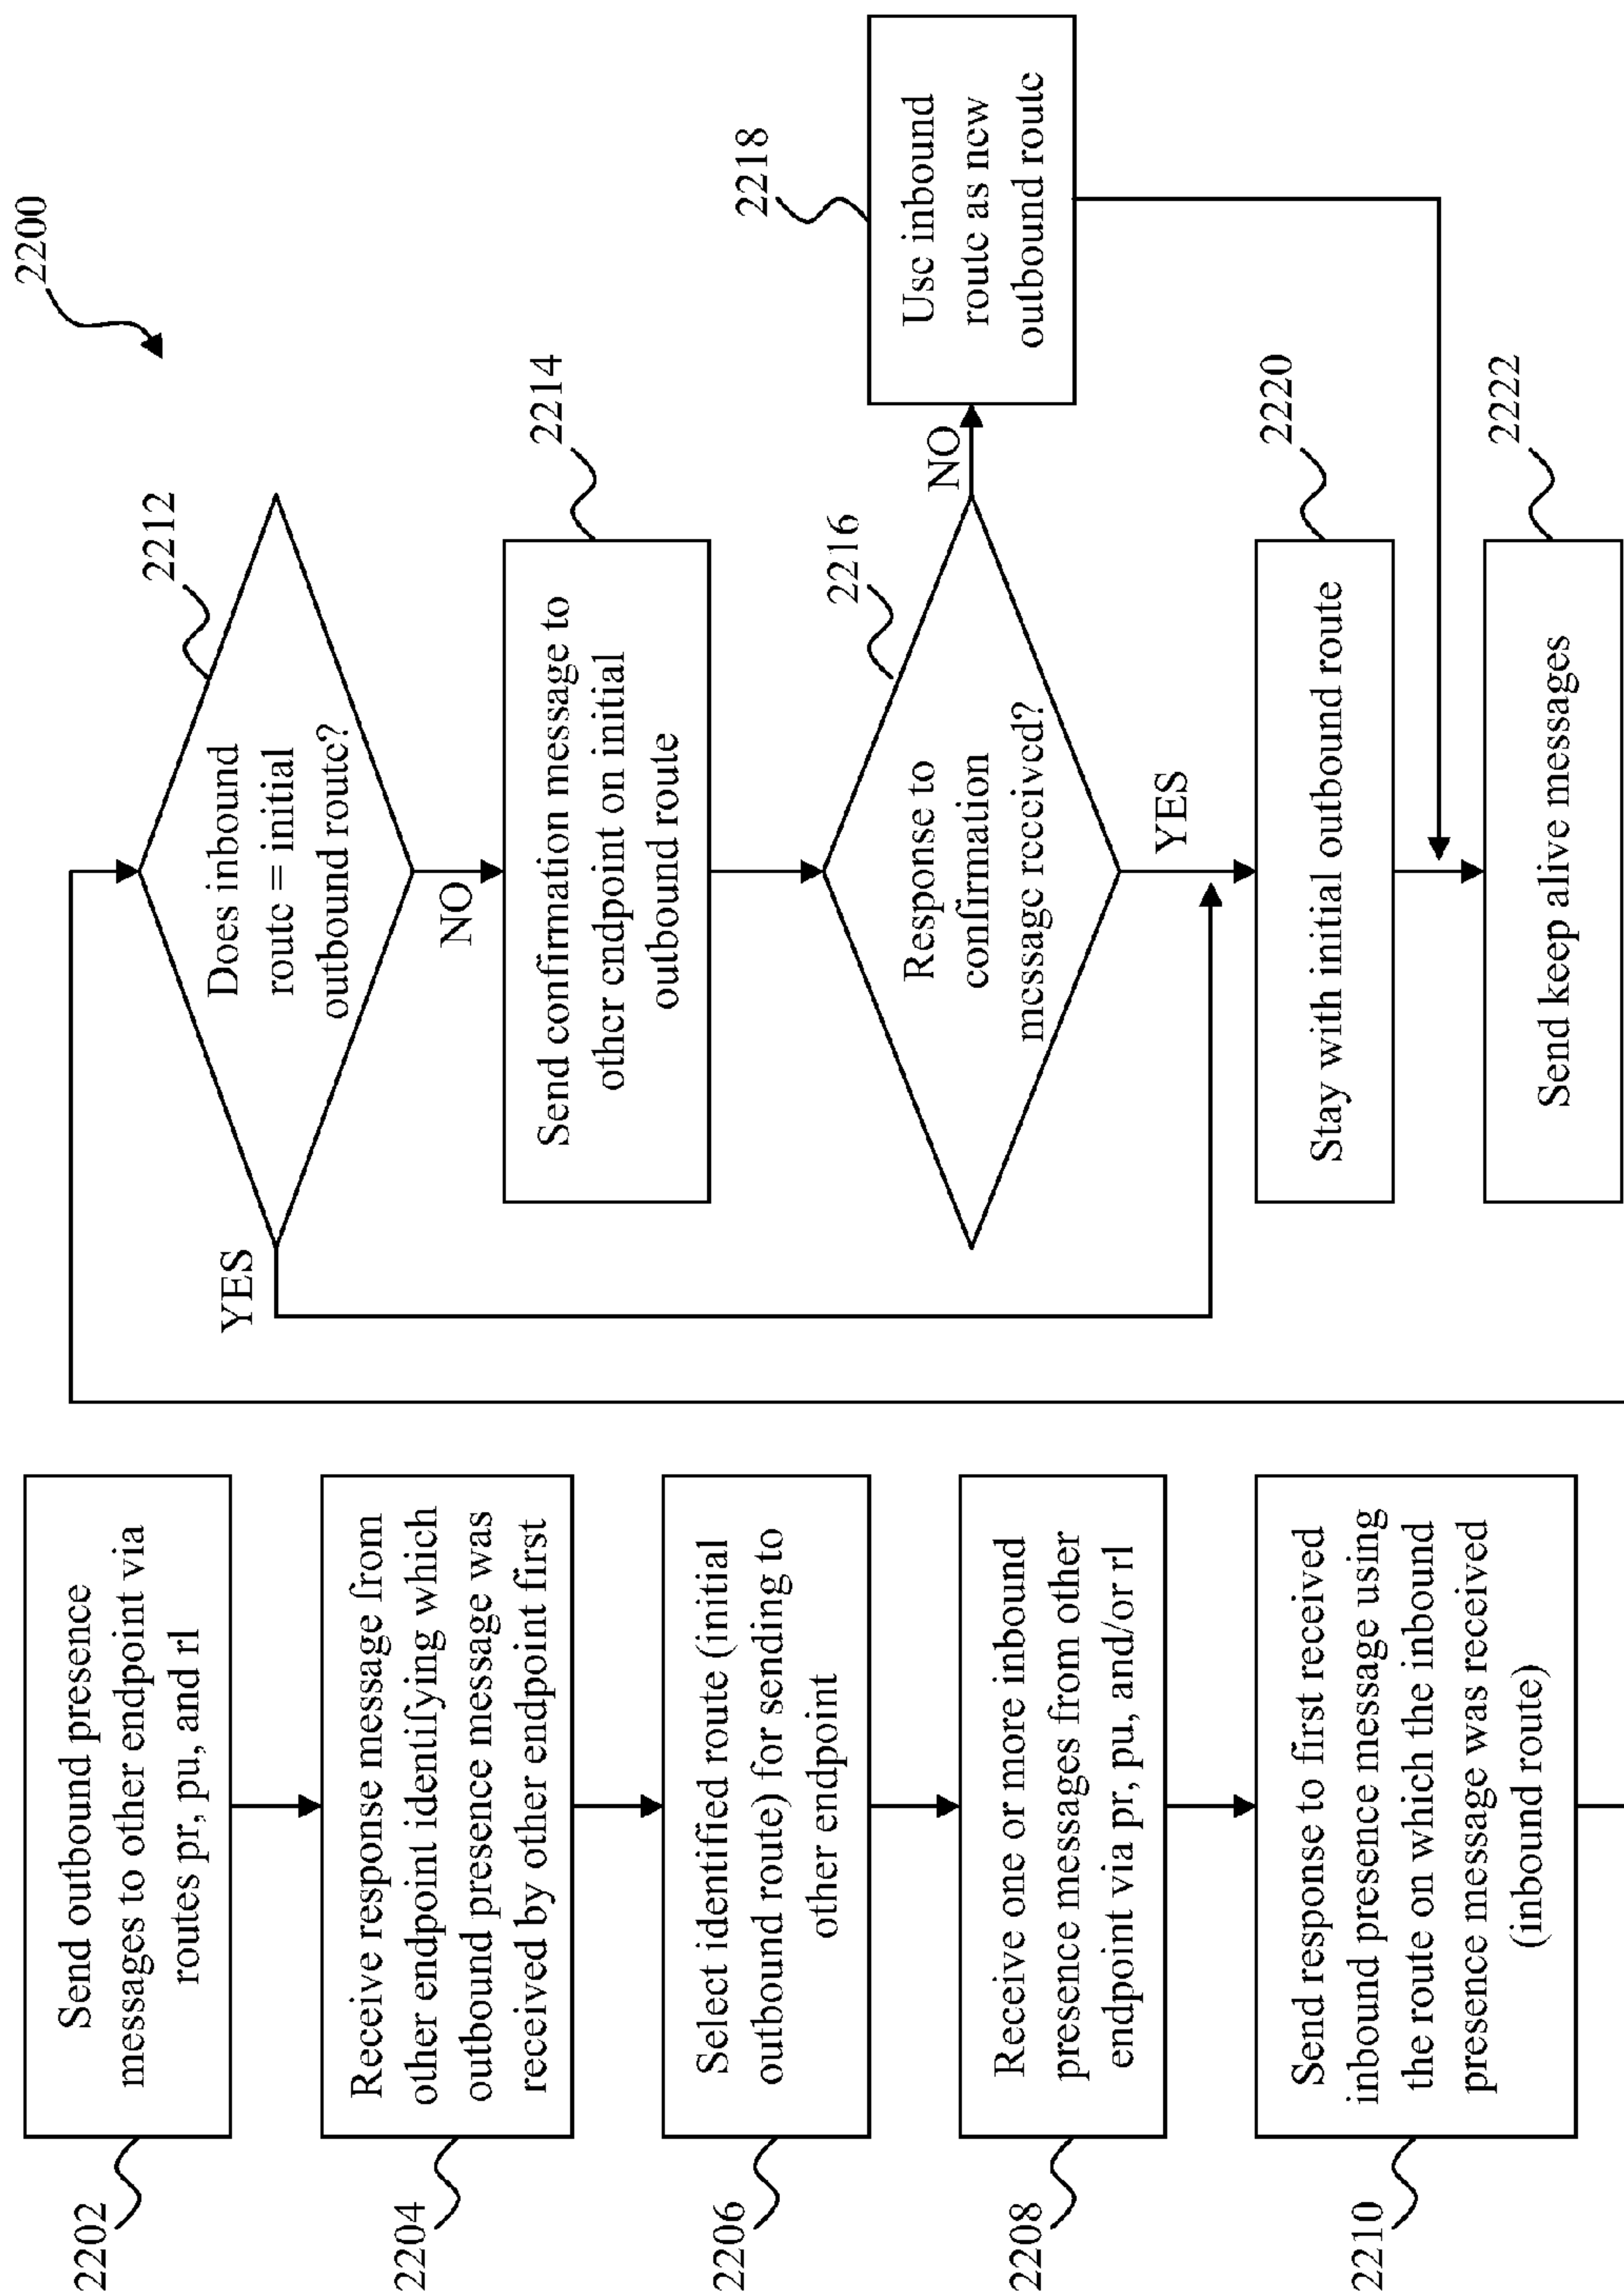 2200
2202
Send outbound presence
messages to other endpoint via
routes pr, pu, and rl
2204
Receive response message from
other endpoint identifying which
outbound presence message was
received by other endpoint first
2206
Select identified route (initial
outbound route) for sending to
other endpoint
2208
Receive one or more inbound
presence messages from other
endpoint via pr, pu, and/or rl
2210
Send response to first received
inbound presence message using
the route on which the inbound
presence message was received
(inbound route)
2212
Does inbound
route = initial
outbound route?
YES
NO
2214
Send confirmation message to
other endpoint on initial
outbound route
2216
Response to
confirmation
message received?
NO
YES
2218
Use inbound
route as new
outbound route
2220
Stay with initial outbound route
2222
Send keep alive messages